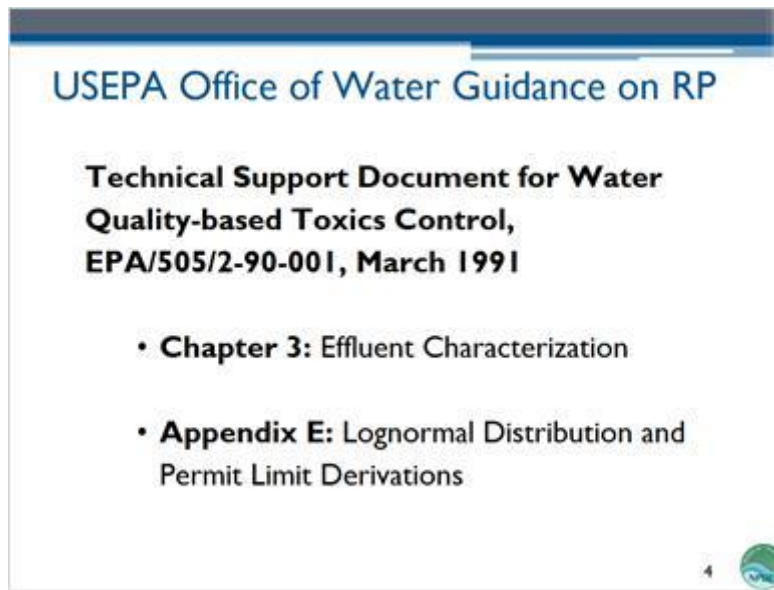 USEPA Office of Water Guidance on RP
Technical Support Document for Water
Quality-based Toxics Control,
EPA/505/2-90-001, March 1991
• Chapter 3: Effluent Characterization
• Appendix E: Lognormal Distribution and
Permit Limit Derivations
4